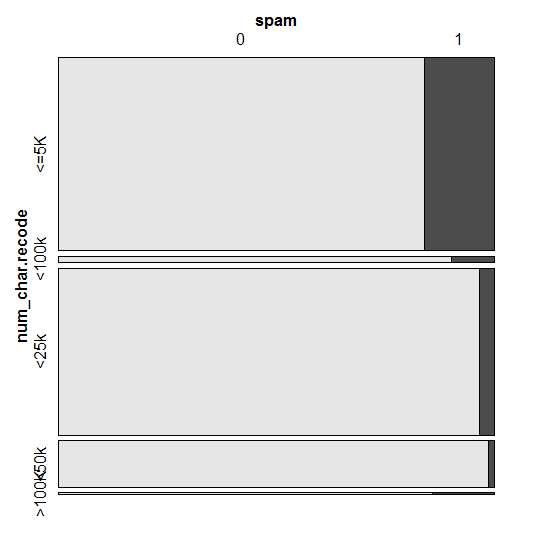 spam
0 1
num_char.recode
<=5K
<100k
<25k
<50k
>100K